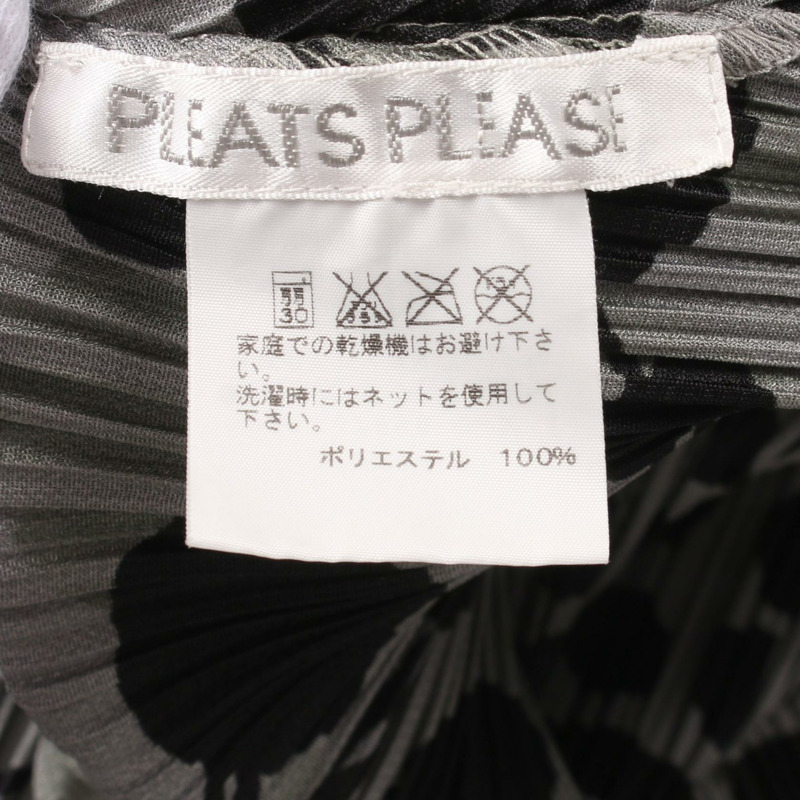 PLEATS PLEASE
弱
30
家庭での乾燥機はお避け下さ
い。
洗濯時にはネットを使用して
下さい。
ポリエステル 100%